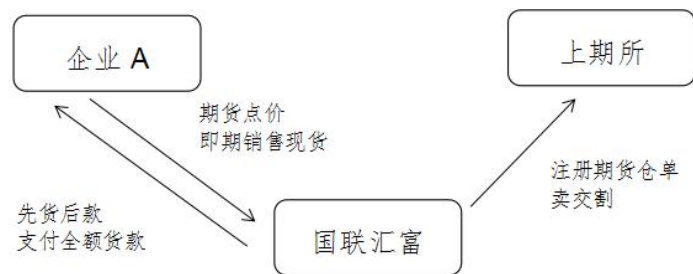 企业 A
上期所
期货点价
即期销售现货
注册期货仓单
卖交割
先货后款
支付全额货款
国联汇富